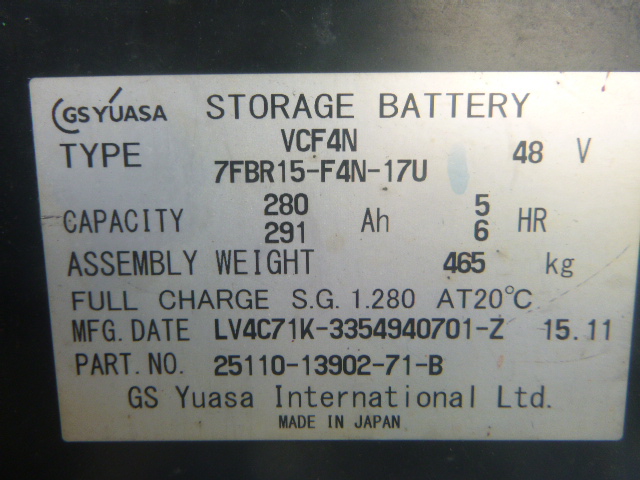 GS YUASA STORAGE BATTERY
TYPE VCF4N 48 V
7FBR15-F4N-17U
CAPACITY 280 Ah 5 HR
291 6
ASSEMBLY WEIGHT 465 kg
FULL CHARGE S.G. 1.280 AT20℃
MFG. DATE LV4C71K-3354940701-Z 15.11
PART. NO. 25110-13902-71-B
GS Yuasa International Ltd.
MADE IN JAPAN